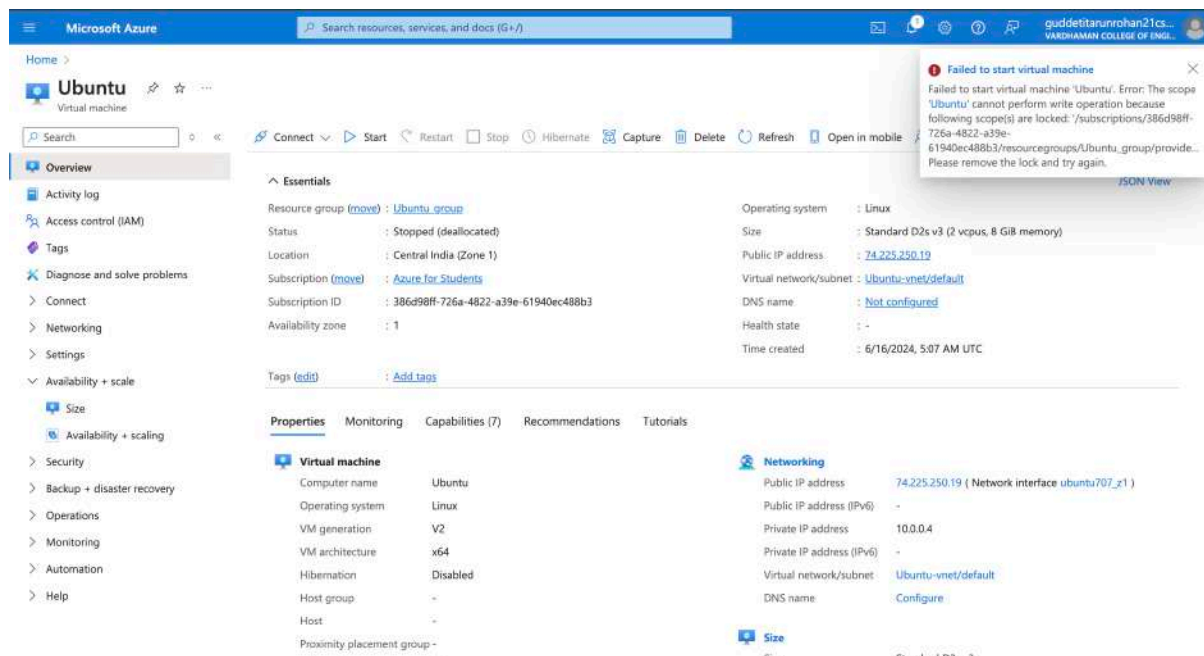 Microsoft Azure
Search resources, services, and docs (G+/)
guddetitarunrohan21cs...
VARDHAMAN COLLEGE OF ENGI...
Home >
Ubuntu
Virtual machine
Failed to start virtual machine
Failed to start virtual machine 'Ubuntu'. Error: The scope
'Ubuntu' cannot perform write operation because
following scope(s) are locked: '/subscriptions/386d98ff-
726a-4822-a39e-
61940ec488b3/resourcegroups/Ubuntu_group/provide...
Please remove the lock and try again.
Search
Connect Start Restart Stop Hibernate Capture Delete Refresh Open in mobile
Overview
Activity log
Access control (IAM)
Tags
Diagnose and solve problems
> Connect
> Networking
> Settings
Availability + scale
Size
Availability + scaling
> Security
> Backup + disaster recovery
> Operations
> Monitoring
> Automation
> Help
Essentials
JSON View
Resource group (move) : Ubuntu_group
Status : Stopped (deallocated)
Location : Central India (Zone 1)
Subscription (move) : Azure for Students
Subscription ID : 386d98ff-726a-4822-a39e-61940ec488b3
Availability zone : 1
Operating system : Linux
Size : Standard D2s v3 (2 vcpus, 8 GiB memory)
Public IP address : 74.225.250.19
Virtual network/subnet : Ubuntu-vnet/default
DNS name : Not configured
Health state : -
Time created : 6/16/2024, 5:07 AM UTC
Tags (edit) : Add tags
Properties Monitoring Capabilities (7) Recommendations Tutorials
Virtual machine
Computer name Ubuntu
Operating system Linux
VM generation V2
VM architecture x64
Hibernation Disabled
Host group -
Host -
Proximity placement group -
Networking
Public IP address 74.225.250.19 ( Network interface ubuntu707_z1 )
Public IP address (IPv6) -
Private IP address 10.0.0.4
Private IP address (IPv6) -
Virtual network/subnet Ubuntu-vnet/default
DNS name Configure
Size